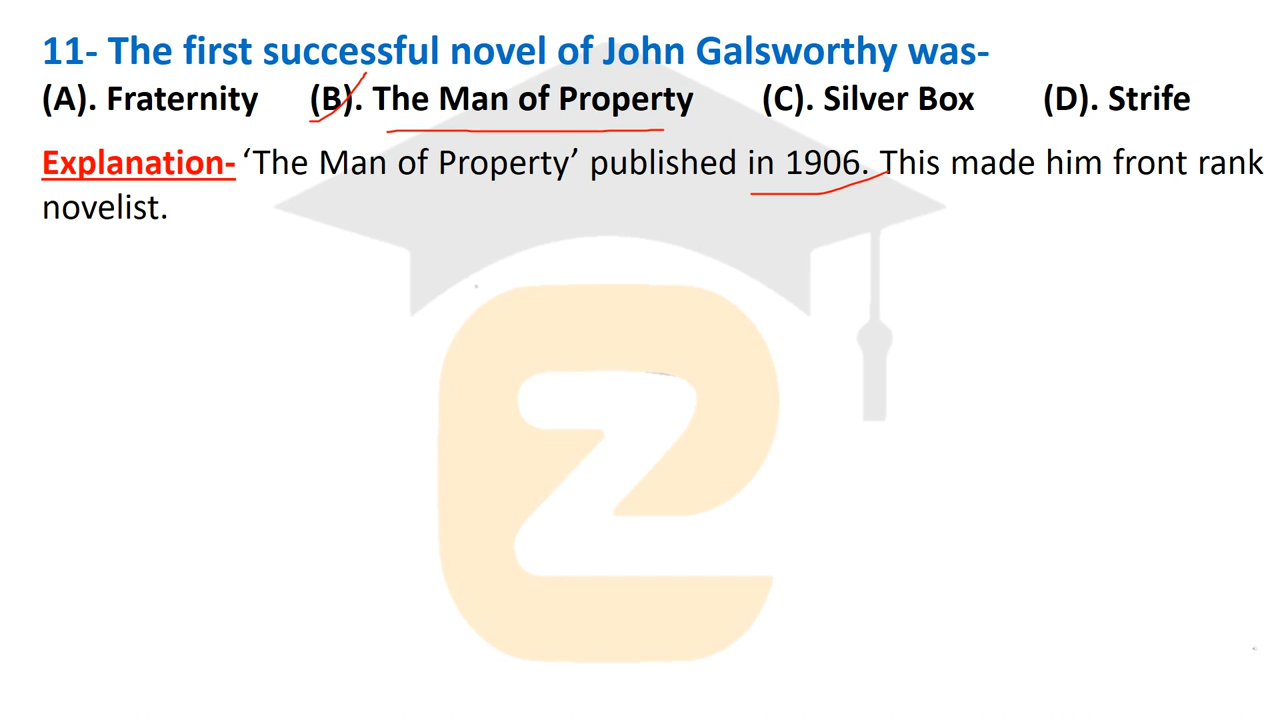 11- The first successful novel of John Galsworthy was-
(A). Fraternity (B). The Man of Property (C). Silver Box (D). Strife
Explanation- ‘The Man of Property’ published in 1906. This made him front rank
novelist.